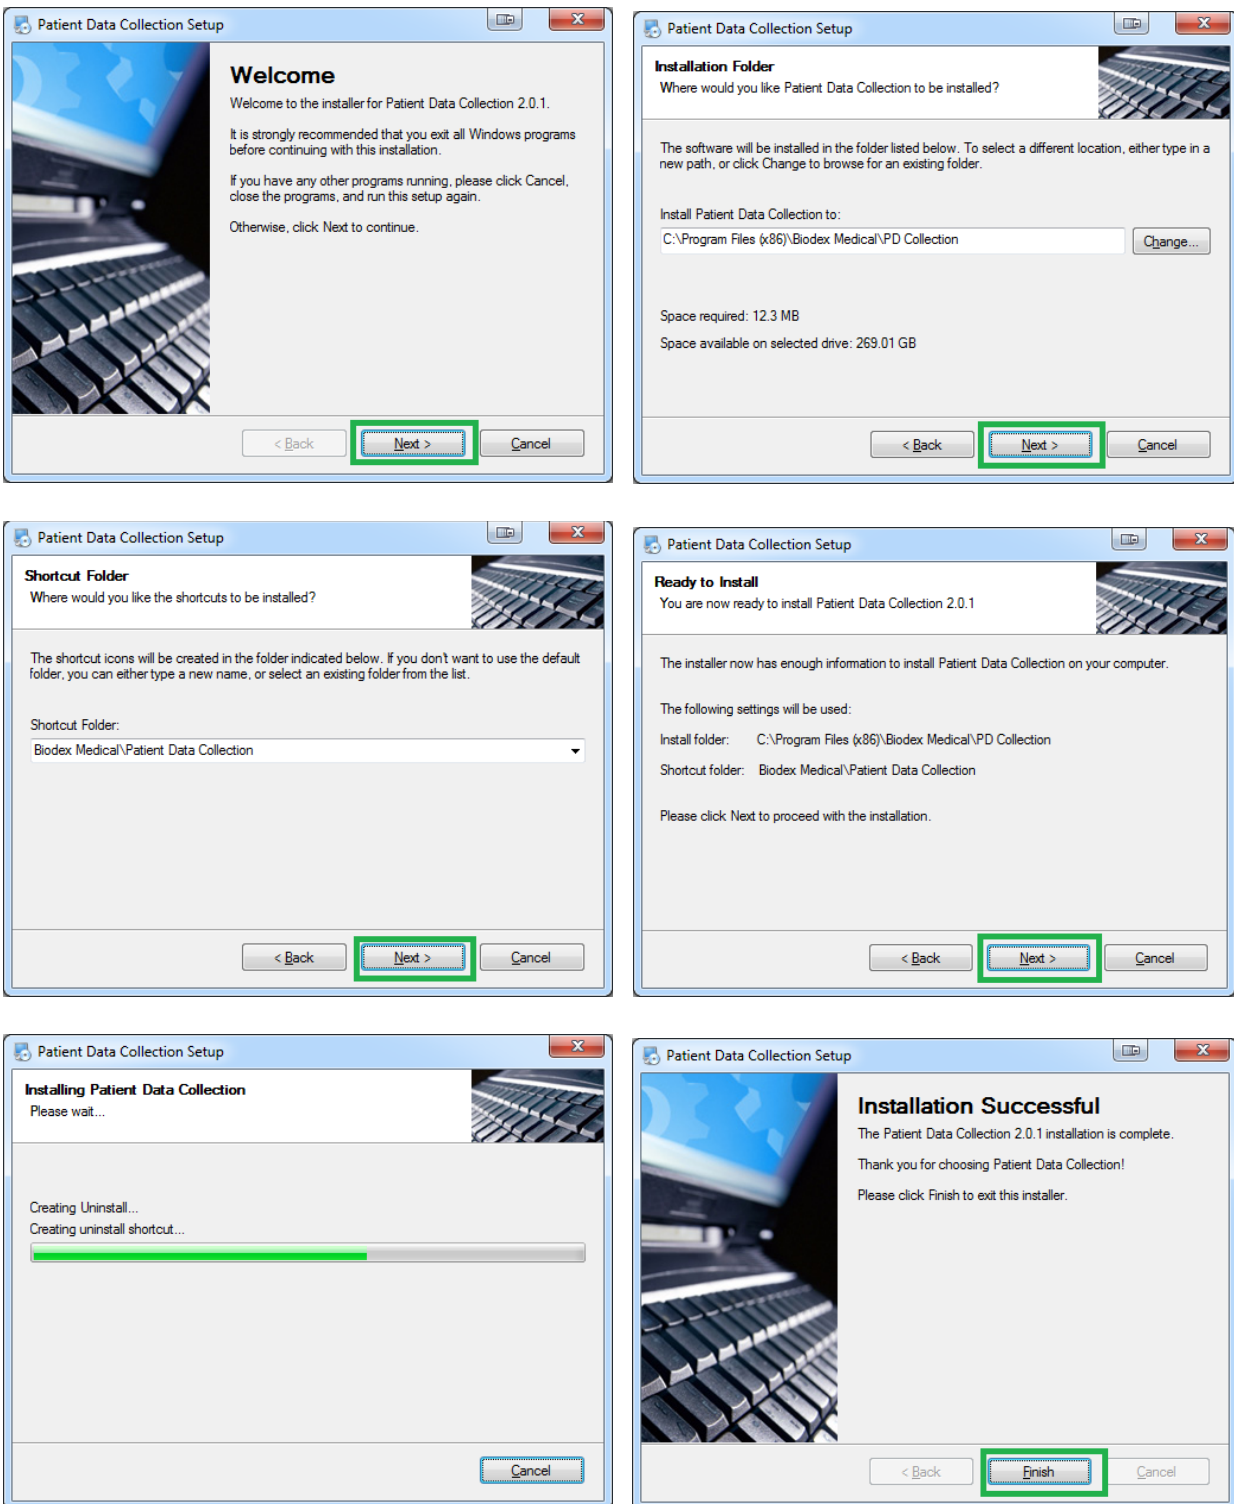 Patient Data Collection Setup
Welcome
Welcome to the installer for Patient Data Collection 2.0.1.
It is strongly recommended that you exit all Windows programs
before continuing with this installation.
If you have any other programs running, please click Cancel,
close the programs, and run this setup again.
Otherwise, click Next to continue.
< Back
Next >
Cancel
Patient Data Collection Setup
Installation Folder
Where would you like Patient Data Collection to be installed?
The software will be installed in the folder listed below. To select a different location, either type in a
new path, or click Change to browse for an existing folder.
Install Patient Data Collection to:
C:\Program Files (x86)\Biodex Medical\PD Collection
Change...
Space required: 12.3 MB
Space available on selected drive: 269.01 GB
< Back
Next >
Cancel
Patient Data Collection Setup
Shortcut Folder
Where would you like the shortcuts to be installed?
The shortcut icons will be created in the folder indicated below. If you don't want to use the default
folder, you can either type a new name, or select an existing folder from the list.
Shortcut Folder:
Biodex Medical\Patient Data Collection
< Back
Next >
Cancel
Patient Data Collection Setup
Ready to Install
You are now ready to install Patient Data Collection 2.0.1
The installer now has enough information to install Patient Data Collection on your computer.
The following settings will be used:
Install folder: C:\Program Files (x86)\Biodex Medical\PD Collection
Shortcut folder: Biodex Medical\Patient Data Collection
Please click Next to proceed with the installation.
< Back
Next >
Cancel
Patient Data Collection Setup
Installing Patient Data Collection
Please wait...
Creating Uninstall...
Creating uninstall shortcut...
Cancel
Patient Data Collection Setup
Installation Successful
The Patient Data Collection 2.0.1 installation is complete.
Thank you for choosing Patient Data Collection!
Please click Finish to exit this installer.
< Back
Finish
Cancel